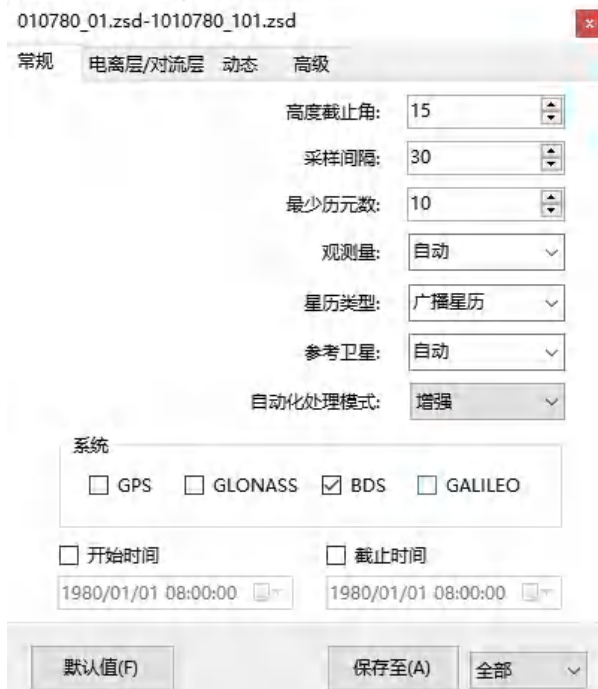 010780_01.zsd-1010780_101.zsd
常规 电离层/对流层 动态 高级
高度截止角: 15
采样间隔: 30
最少历元数: 10
观测量: 自动
星历类型: 广播星历
参考卫星: 自动
自动化处理模式: 增强
系统
GPS GLONASS BDS GALILEO
开始时间 截止时间
1980/01/01 08:00:00 1980/01/01 08:00:00
默认值(F) 保存至(A) 全部